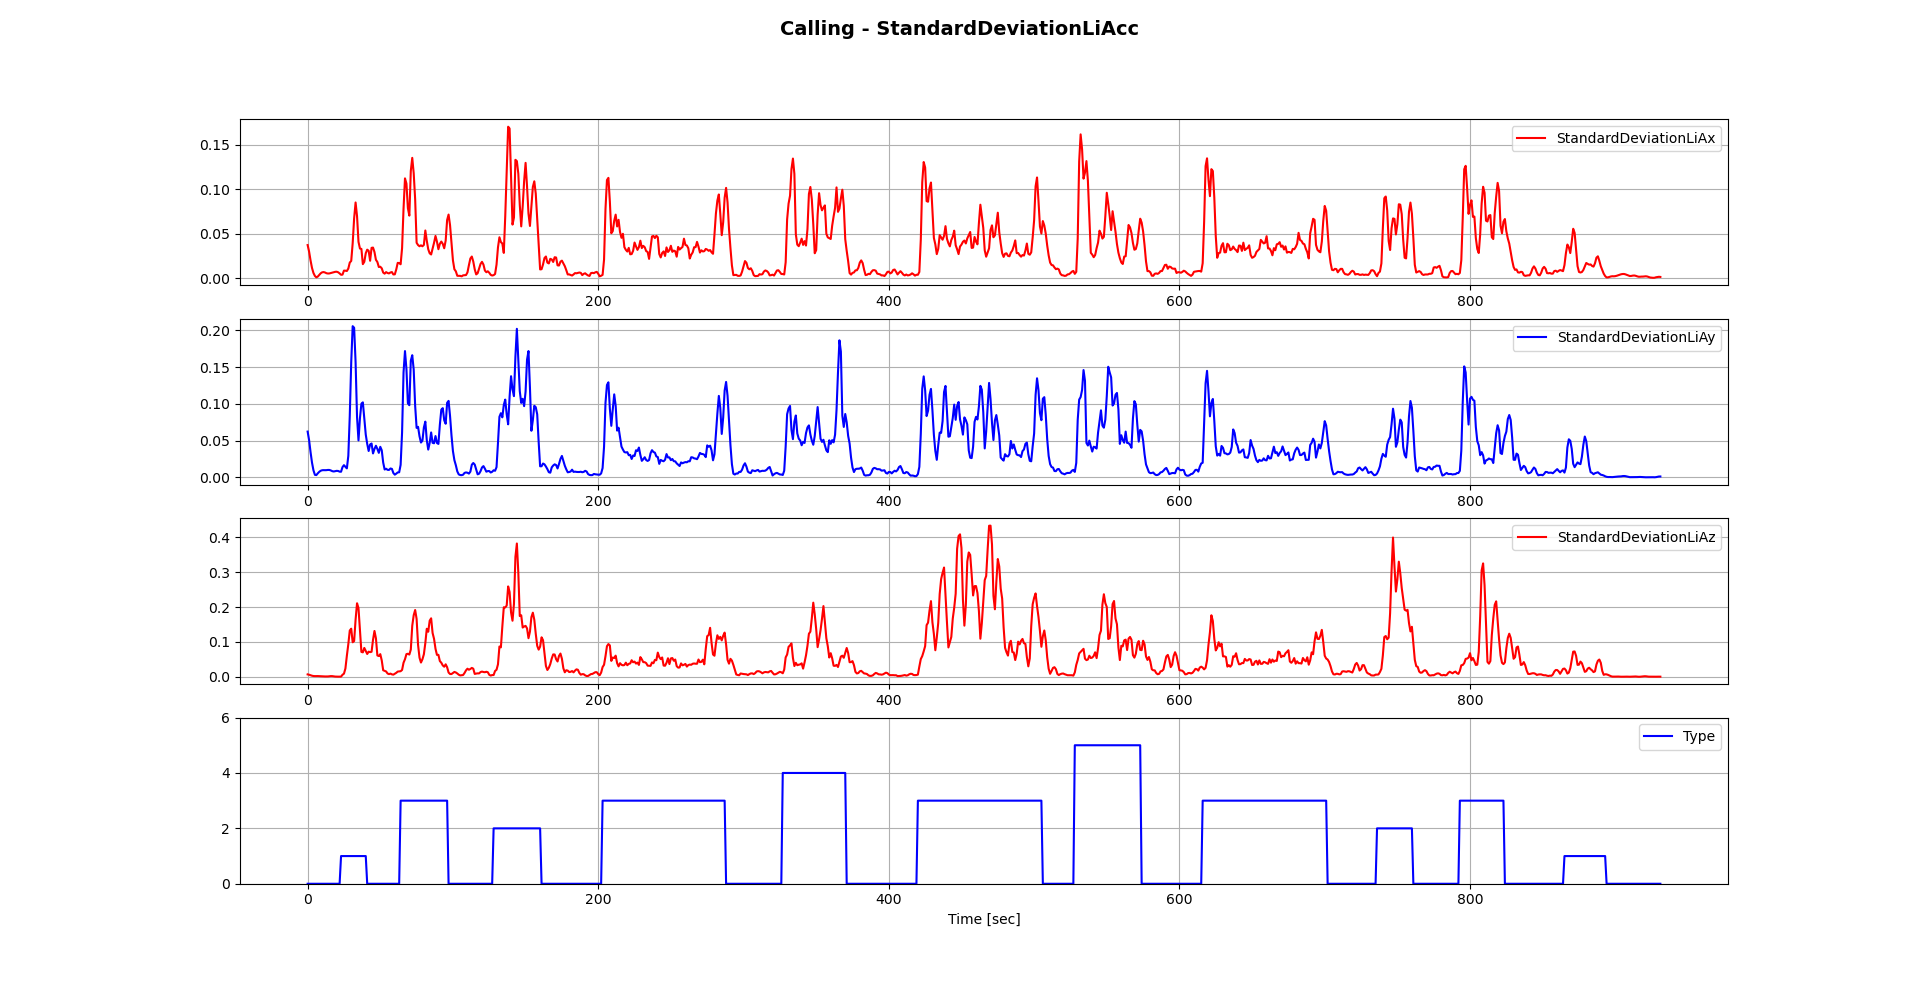 Calling - StandardDeviationLiAcc
StandardDeviationLiAx
0.15
0.10
0.05
0.00
0 200 400 600 800
StandardDeviationLiAy
0.20
0.15
0.10
0.05
0.00
0 200 400 600 800
StandardDeviationLiAz
0.4
0.3
0.2
0.1
0.0
0 200 400 600 800
Type
6
4
2
0
0 200 400 600 800
Time [sec]